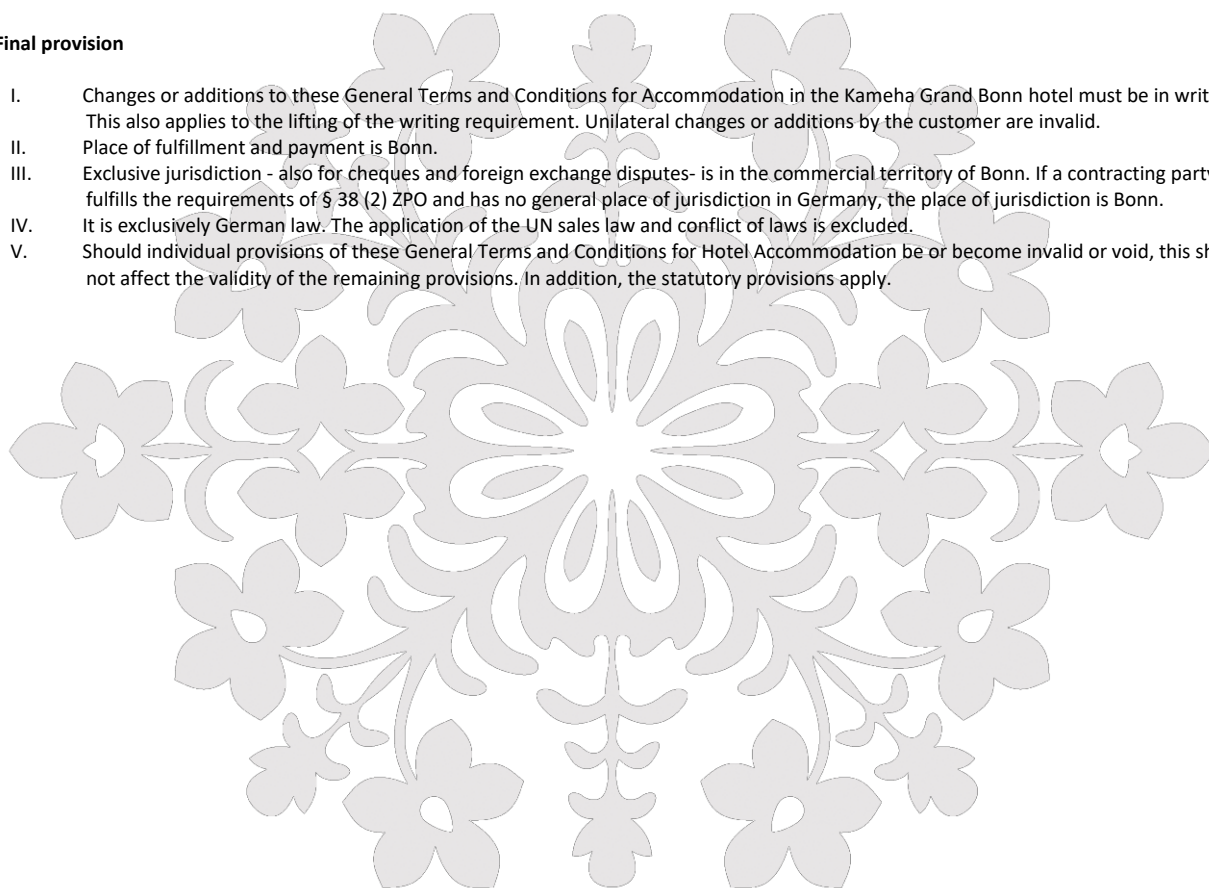 Final provision
I. Changes or additions to these General Terms and Conditions for Accommodation in the Kameha Grand Bonn hotel must be in writ
This also applies to the lifting of the writing requirement. Unilateral changes or additions by the customer are invalid.
II. Place of fulfillment and payment is Bonn.
III. Exclusive jurisdiction - also for cheques and foreign exchange disputes- is in the commercial territory of Bonn. If a contracting party
fulfills the requirements of § 38 (2) ZPO and has no general place of jurisdiction in Germany, the place of jurisdiction is Bonn.
IV. It is exclusively German law. The application of the UN sales law and conflict of laws is excluded.
V. Should individual provisions of these General Terms and Conditions for Hotel Accommodation be or become invalid or void, this sh
not affect the validity of the remaining provisions. In addition, the statutory provisions apply.